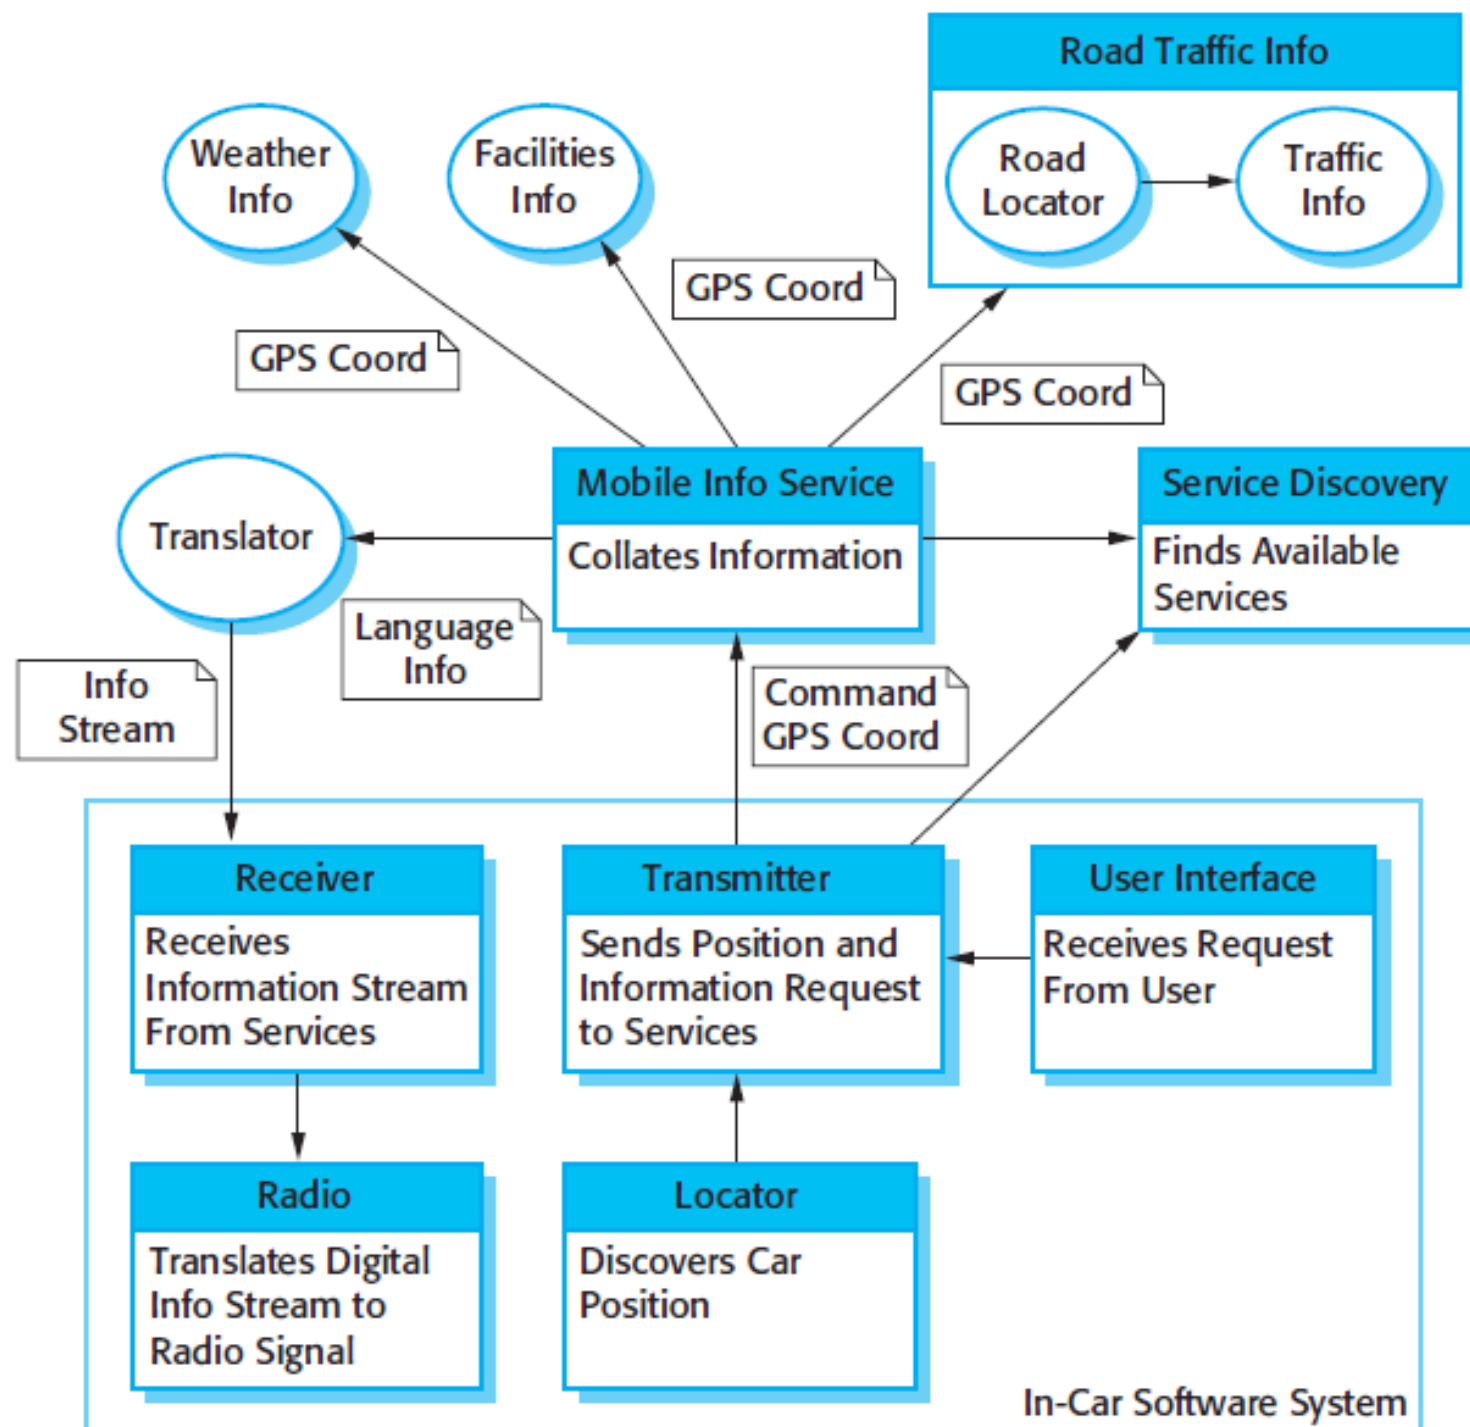 Road Traffic Info
Weather
Info
Facilities
Info
Road
Locator
Traffic
Info
GPS Coord
GPS Coord
GPS Coord
Mobile Info Service
Collates Information
Service Discovery
Finds Available
Services
Translator
Language
Info
Info
Stream
Command
GPS Coord
Receiver
Receives
Information Stream
From Services
Transmitter
Sends Position and
Information Request
to Services
User Interface
Receives Request
From User
Radio
Translates Digital
Info Stream to
Radio Signal
Locator
Discovers Car
Position
In-Car Software System